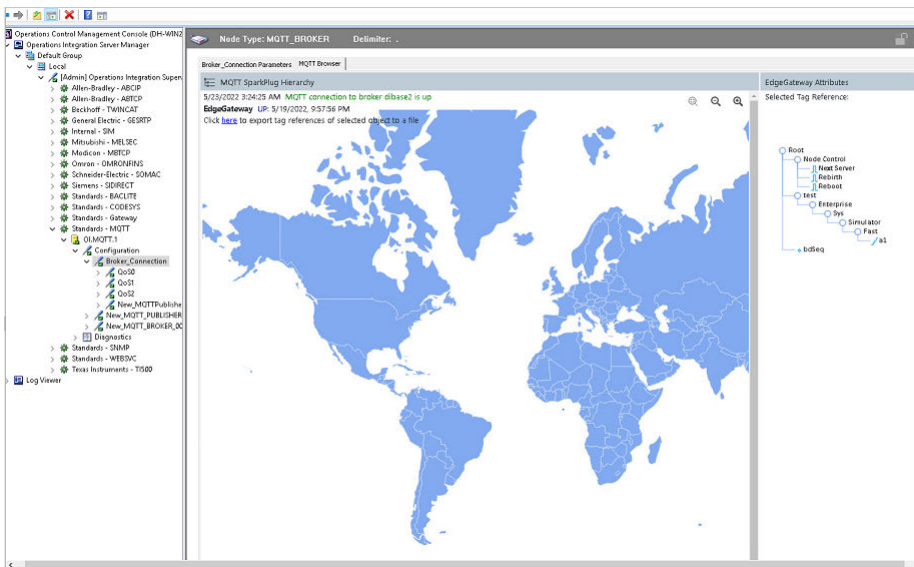 Operations Control Management Console (DH-WIN2
Operations Integration Server Manager
Default Group
Local
[Admin] Operations Integration Super
Allen-Bradley - ABCIP
Allen-Bradley - ABTCP
Beckhoff - TWINCAT
General Electric - GESRTP
Internal - SIM
Mitsubishi - MELSEC
Modicon - MBTCP
Omron - OMRONFINS
Schneider-Electric - SOMAC
Siemens - SIDIRECT
Standards - BACLITE
Standards - CODESYS
Standards - Gateway
Standards - MQTT
OI.MQTT.1
Configuration
Broker_Connection
QoS0
QoS1
QoS2
New_MQTTPublishe
New_MQTT_PUBLISHER
New_MQTT_BROKER_00
Diagnostics
Standards - SNMP
Standards - WEBSVC
Texas Instruments - TI500
Log Viewer
Node Type: MQTT_BROKER Delimiter: .
Broker_Connection Parameters MQTT Browser
MQTT SparkPlug Hierarchy
5/23/2022 3:24:25 AM MQTT connection to broker dibase2 is up
EdgeGateway UP: 5/19/2022, 9:57:56 PM
Click here to export tag references of selected object to a file
EdgeGateway Attributes
Selected Tag Reference:
Root
Node Control
Next Server
Rebirth
Reboot
test
Enterprise
Sys
Simulator
Fast
a1
bdSeq